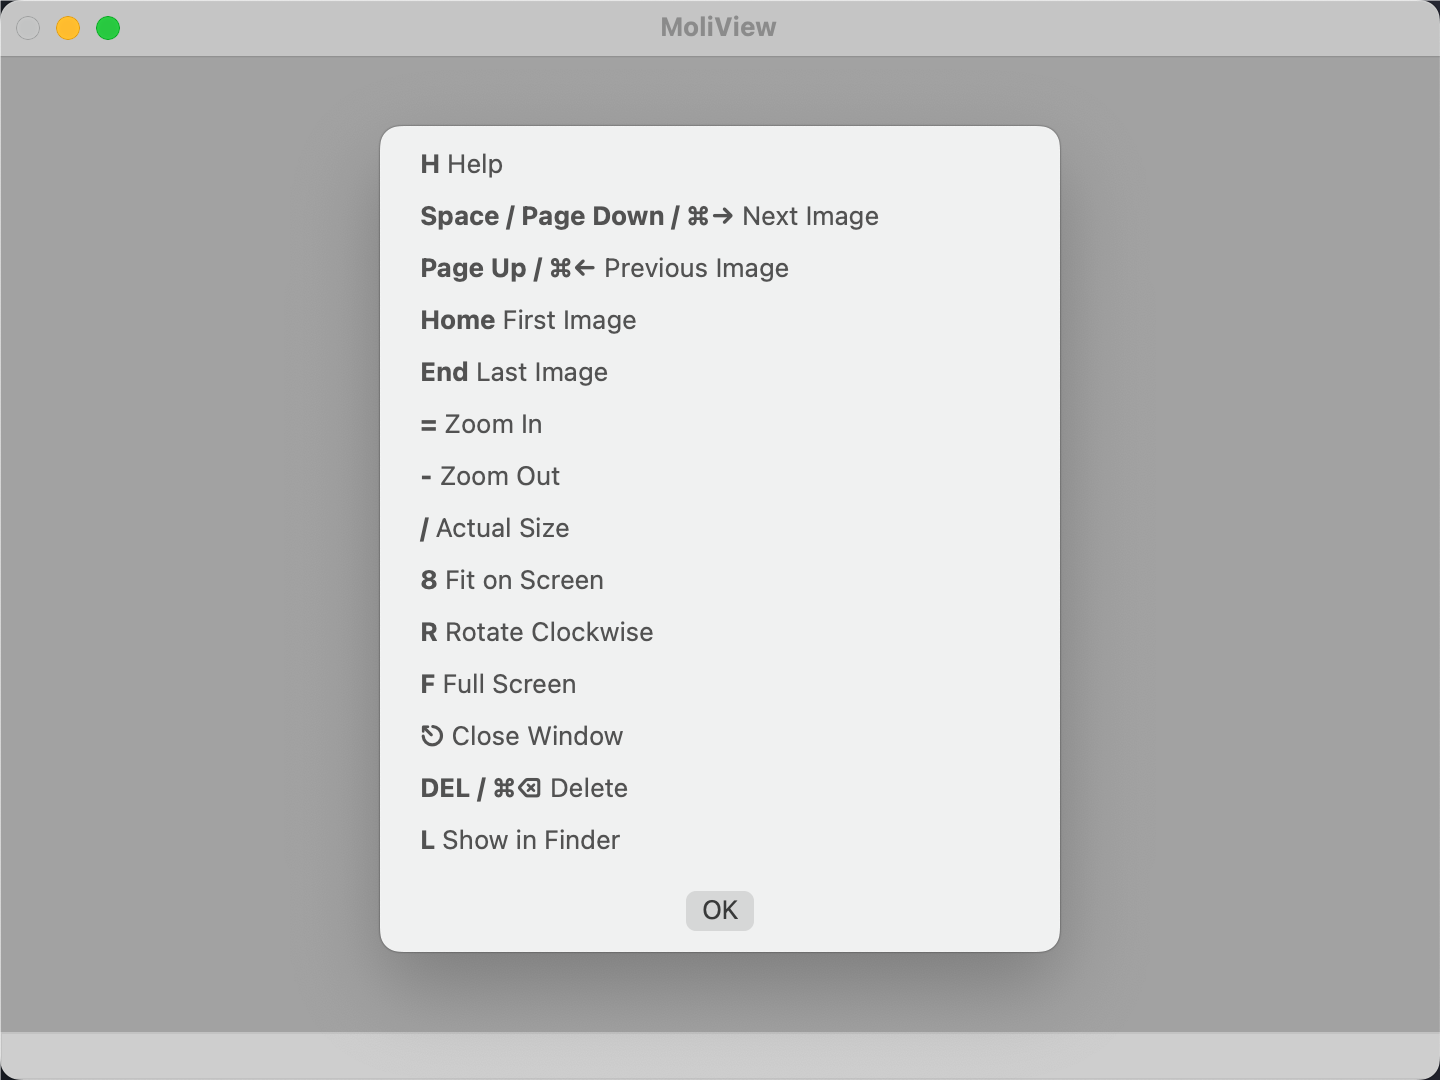 MoliView
H Help
Space / Page Down / ⌘→ Next Image
Page Up / ⌘← Previous Image
Home First Image
End Last Image
= Zoom In
- Zoom Out
/ Actual Size
8 Fit on Screen
R Rotate Clockwise
F Full Screen
⎋ Close Window
DEL / ⌘⌫ Delete
L Show in Finder
OK